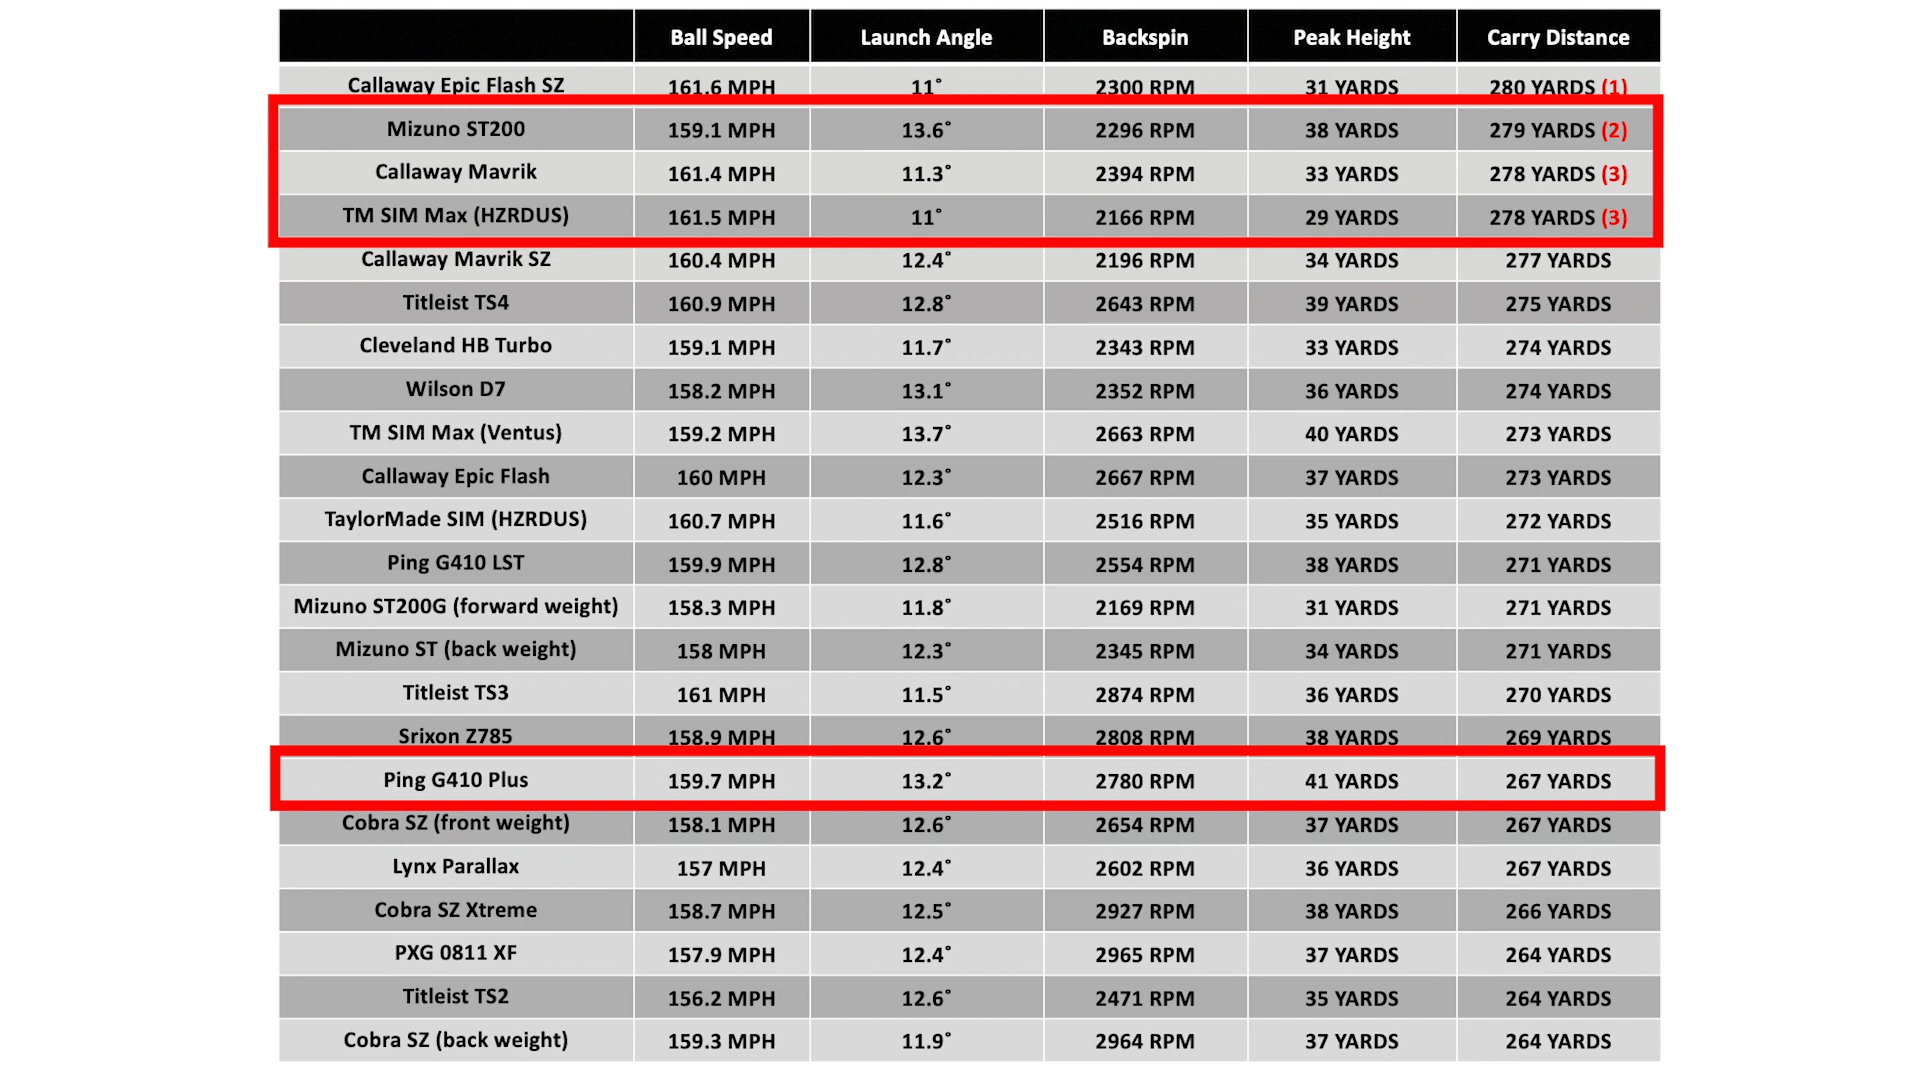 Ball Speed Launch Angle Backspin Peak Height Carry Distance
Callaway Epic Flash SZ 161.6 MPH 11˚ 2300 RPM 31 YARDS 280 YARDS (1)
Mizuno ST200 159.1 MPH 13.6˚ 2296 RPM 38 YARDS 279 YARDS (2)
Callaway Mavrik 161.4 MPH 11.3˚ 2394 RPM 33 YARDS 278 YARDS (3)
TM SIM Max (HZRDUS) 161.5 MPH 11˚ 2166 RPM 29 YARDS 278 YARDS (3)
Callaway Mavrik SZ 160.4 MPH 12.4˚ 2196 RPM 34 YARDS 277 YARDS
Titleist TS4 160.9 MPH 12.8˚ 2643 RPM 39 YARDS 275 YARDS
Cleveland HB Turbo 159.1 MPH 11.7˚ 2343 RPM 33 YARDS 274 YARDS
Wilson D7 158.2 MPH 13.1˚ 2352 RPM 36 YARDS 274 YARDS
TM SIM Max (Ventus) 159.2 MPH 13.7˚ 2663 RPM 40 YARDS 273 YARDS
Callaway Epic Flash 160 MPH 12.3˚ 2667 RPM 37 YARDS 273 YARDS
TaylorMade SIM (HZRDUS) 160.7 MPH 11.6˚ 2516 RPM 35 YARDS 272 YARDS
Ping G410 LST 159.9 MPH 12.8˚ 2554 RPM 38 YARDS 271 YARDS
Mizuno ST200G (forward weight) 158.3 MPH 11.8˚ 2169 RPM 31 YARDS 271 YARDS
Mizuno ST (back weight) 158 MPH 12.3˚ 2345 RPM 34 YARDS 271 YARDS
Titleist TS3 161 MPH 11.5˚ 2874 RPM 36 YARDS 270 YARDS
Srixon Z785 158.9 MPH 12.6˚ 2808 RPM 38 YARDS 269 YARDS
Ping G410 Plus 159.7 MPH 13.2˚ 2780 RPM 41 YARDS 267 YARDS
Cobra SZ (front weight) 158.1 MPH 12.6˚ 2654 RPM 37 YARDS 267 YARDS
Lynx Parallax 157 MPH 12.4˚ 2602 RPM 36 YARDS 267 YARDS
Cobra SZ Xtreme 158.7 MPH 12.5˚ 2927 RPM 38 YARDS 266 YARDS
PXG 0811 XF 157.9 MPH 12.4˚ 2965 RPM 37 YARDS 264 YARDS
Titleist TS2 156.2 MPH 12.6˚ 2471 RPM 35 YARDS 264 YARDS
Cobra SZ (back weight) 159.3 MPH 11.9˚ 2964 RPM 37 YARDS 264 YARDS